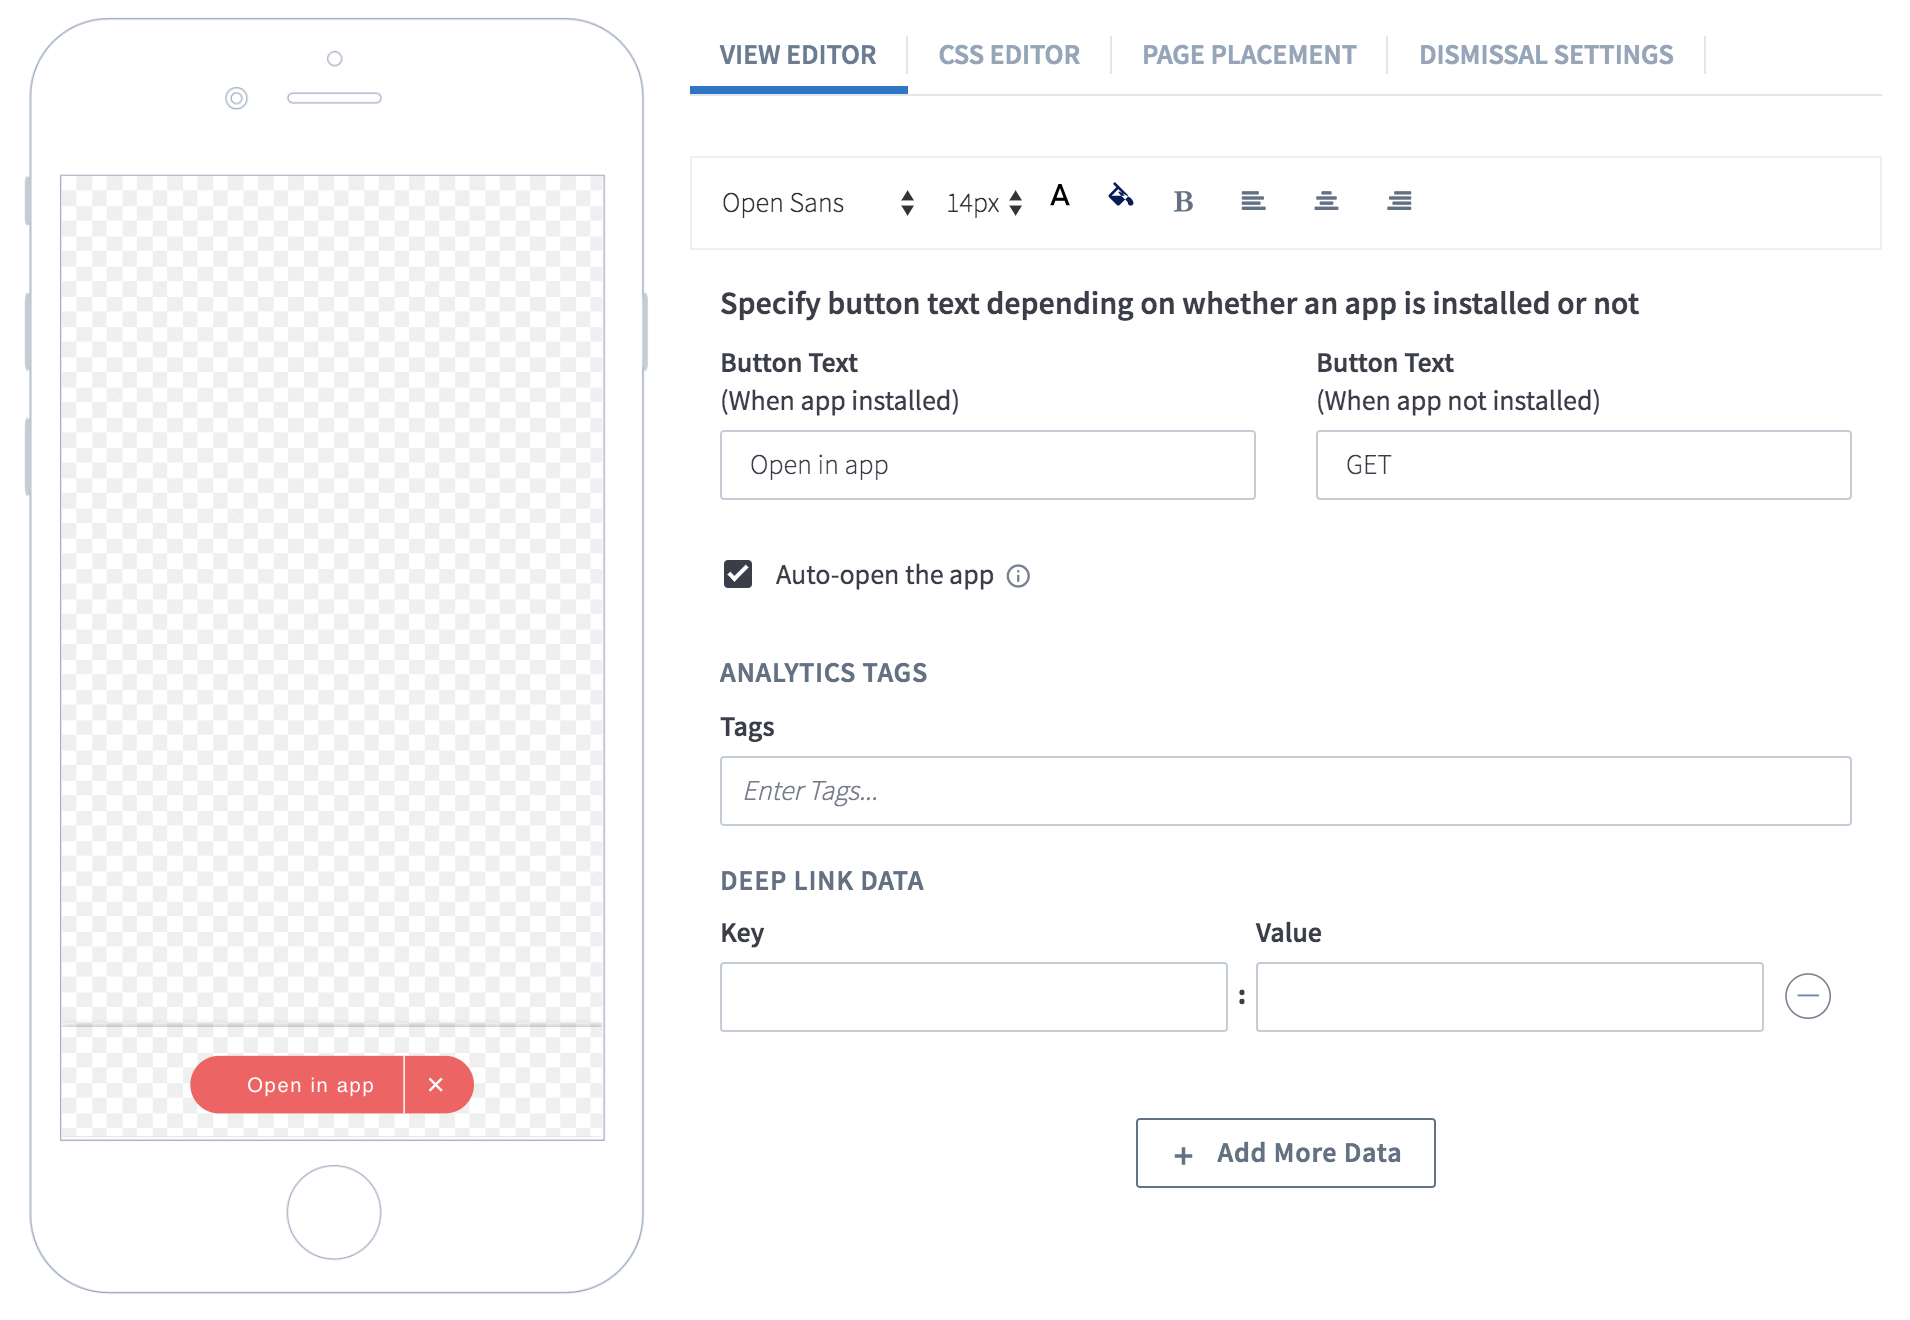 VIEW EDITOR
CSS EDITOR
PAGE PLACEMENT
DISMISSAL SETTINGS
Open Sans
14px
A
B
Specify button text depending on whether an app is installed or not
Button Text
(When app installed)
Open in app
Button Text
(When app not installed)
GET
Auto-open the app
ANALYTICS TAGS
Tags
Enter Tags...
DEEP LINK DATA
Key
:
Value
+ Add More Data
Open in app ×